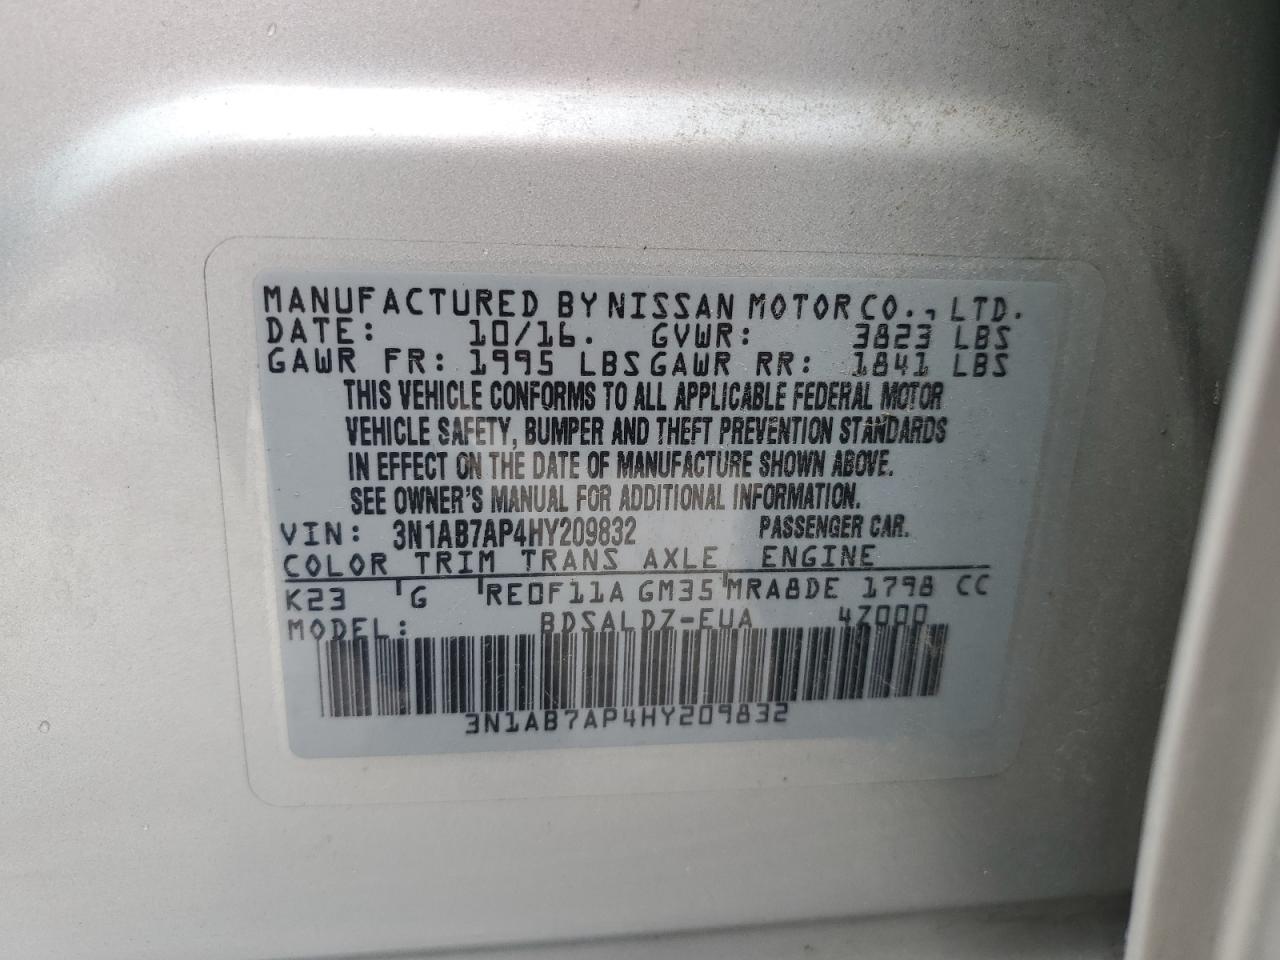 MANUFACTURED BY NISSAN MOTOR CO., LTD.
DATE: 10/16. GVWR: 3823 LBS
GAWR FR: 1995 LBS GAWR RR: 1841 LBS
THIS VEHICLE CONFORMS TO ALL APPLICABLE FEDERAL MOTOR
VEHICLE SAFETY, BUMPER AND THEFT PREVENTION STANDARDS
IN EFFECT ON THE DATE OF MANUFACTURE SHOWN ABOVE.
SEE OWNER'S MANUAL FOR ADDITIONAL INFORMATION.
VIN: 3N1AB7AP4HY209832 PASSENGER CAR.
COLOR TRIM TRANS AXLE ENGINE
K23 G RE0F11A GM35 MRA8DE 1798 CC
MODEL: BDSALDZ-EUA 4Z000
3N1AB7AP4HY209832